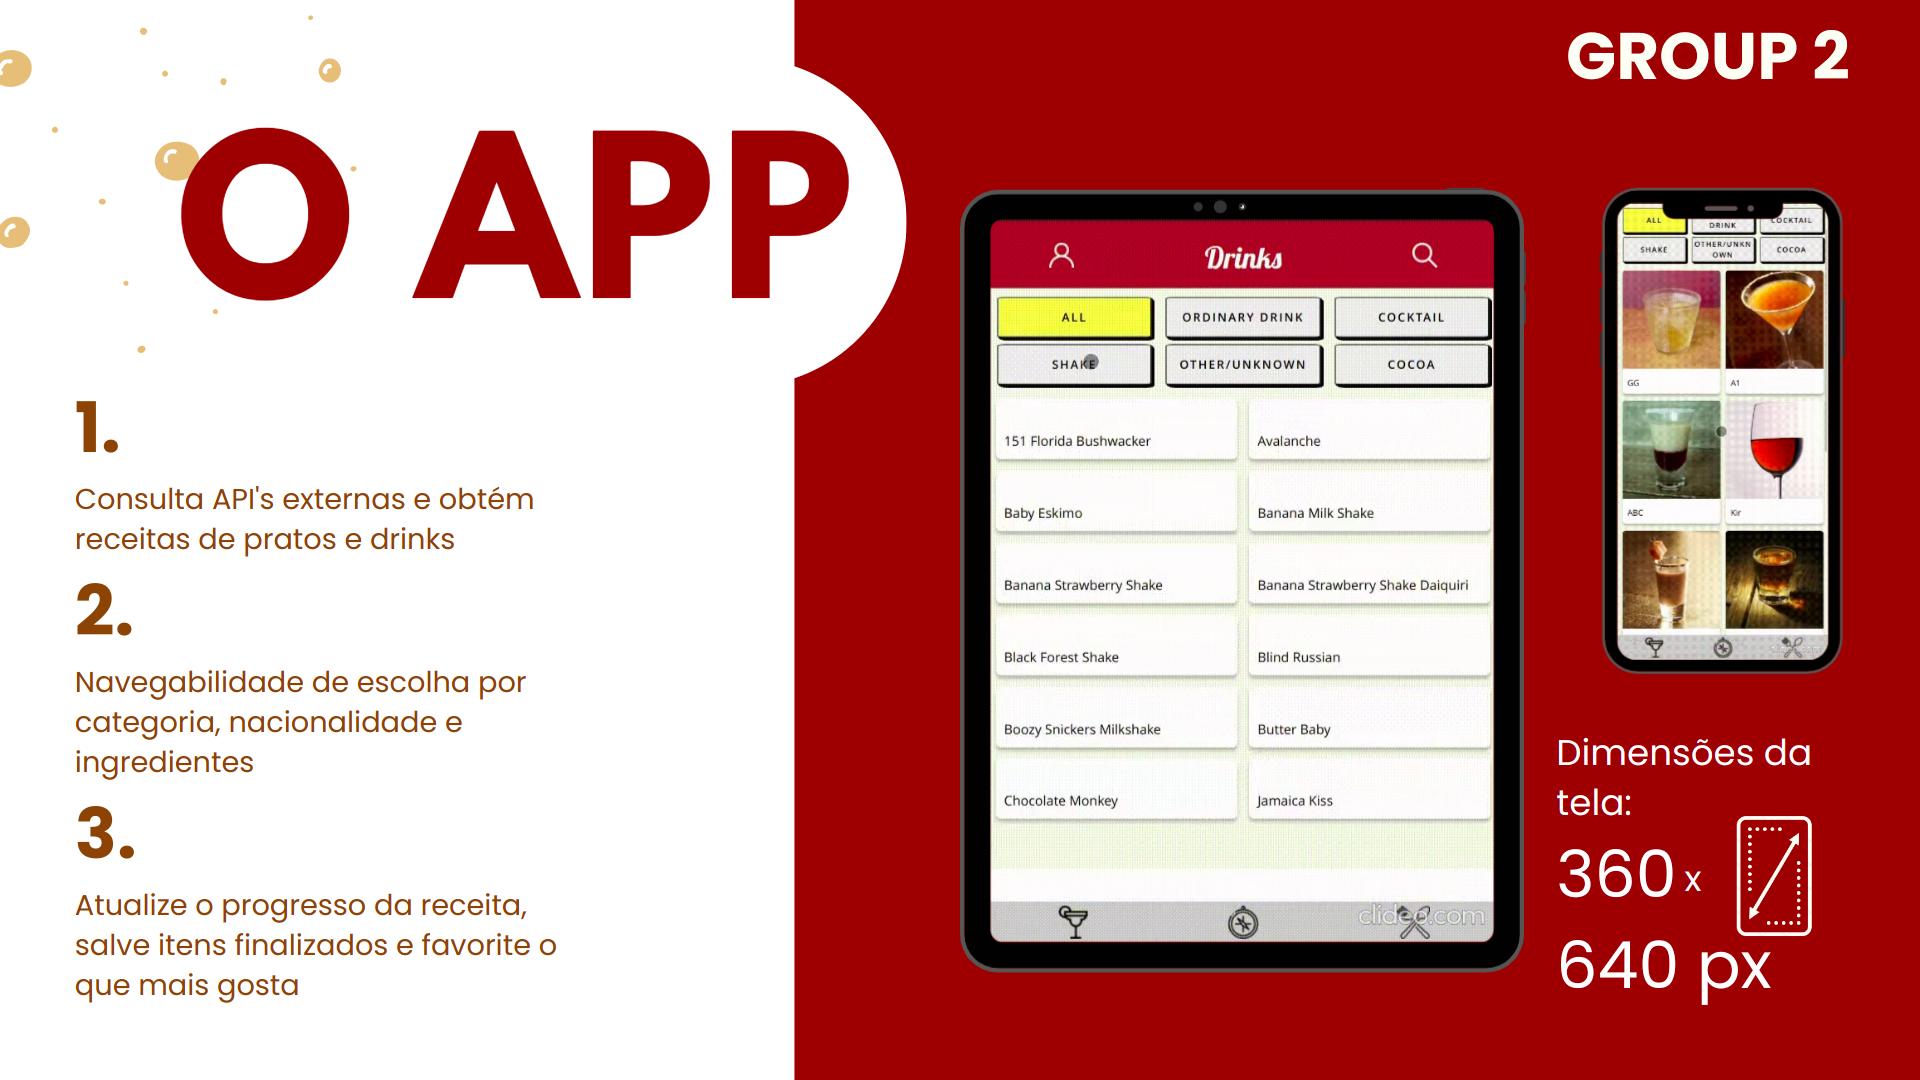 GROUP 2
O APP
1.
Consulta API's externas e obtém
receitas de pratos e drinks
2.
Navegabilidade de escolha por
categoria, nacionalidade e
ingredientes
3.
Atualize o progresso da receita,
salve itens finalizados e favorite o
que mais gosta
Drinks
ALL
ORDINARY DRINK
COCKTAIL
SHAKE
OTHER/UNKNOWN
COCOA
151 Florida Bushwacker
Avalanche
Baby Eskimo
Banana Milk Shake
Banana Strawberry Shake
Banana Strawberry Shake Daiquiri
Black Forest Shake
Blind Russian
Boozy Snickers Milkshake
Butter Baby
Chocolate Monkey
Jamaica Kiss
clideo.com
ALL
DRINK
COCKTAIL
SHAKE
OTHER/UNKN
OWN
COCOA
GG
A1
ABC
Kir
Dimensões da
tela:
360 x
640 px